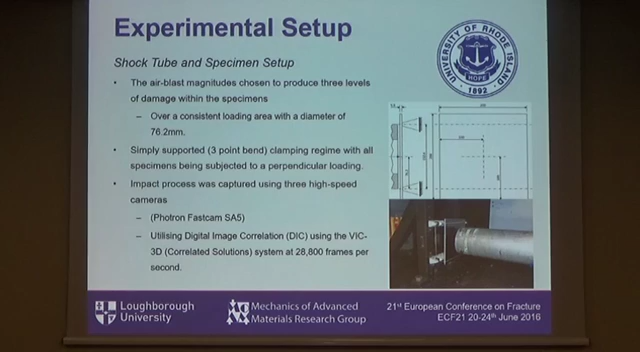 Experimental Setup
Shock Tube and Specimen Setup
• The air-blast magnitudes chosen to produce three levels
of damage within the specimens
– Over a consistent loading area with a diameter of
76.2mm.
• Simply supported (3 point bend) clamping regime with all
specimens being subjected to a perpendicular loading.
• Impact process was captured using three high-speed
cameras
– (Photron Fastcam SA5)
– Utilising Digital Image Correlation (DIC) using the VIC-
3D (Correlated Solutions) system at 28,800 frames per
second.
UNIVERSITY OF RHODE ISLAND
HOPE
1892
Loughborough
University
Mechanics of Advanced
Materials Research Group
21st European Conference on Fracture
ECF21 20-24th June 2016